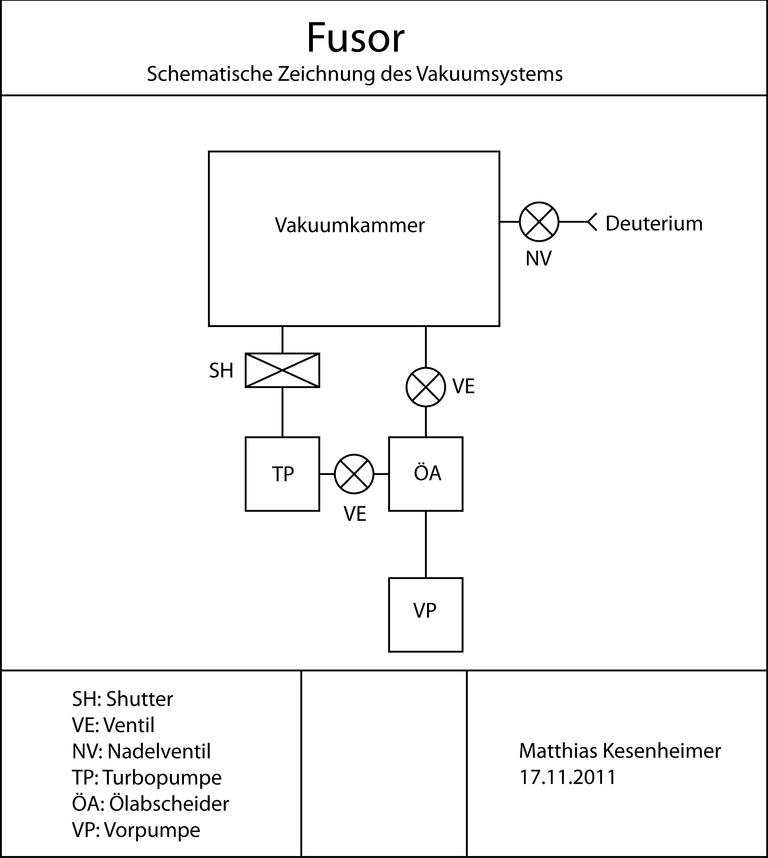 Fusor
Schematische Zeichnung des Vakuumsystems
Vakuumkammer
Deuterium
NV
SH
VE
TP
ÖA
VE
VP
SH: Shutter
VE: Ventil
NV: Nadelventil
TP: Turbopumpe
ÖA: Ölabscheider
VP: Vorpumpe
Matthias Kesenheimer
17.11.2011